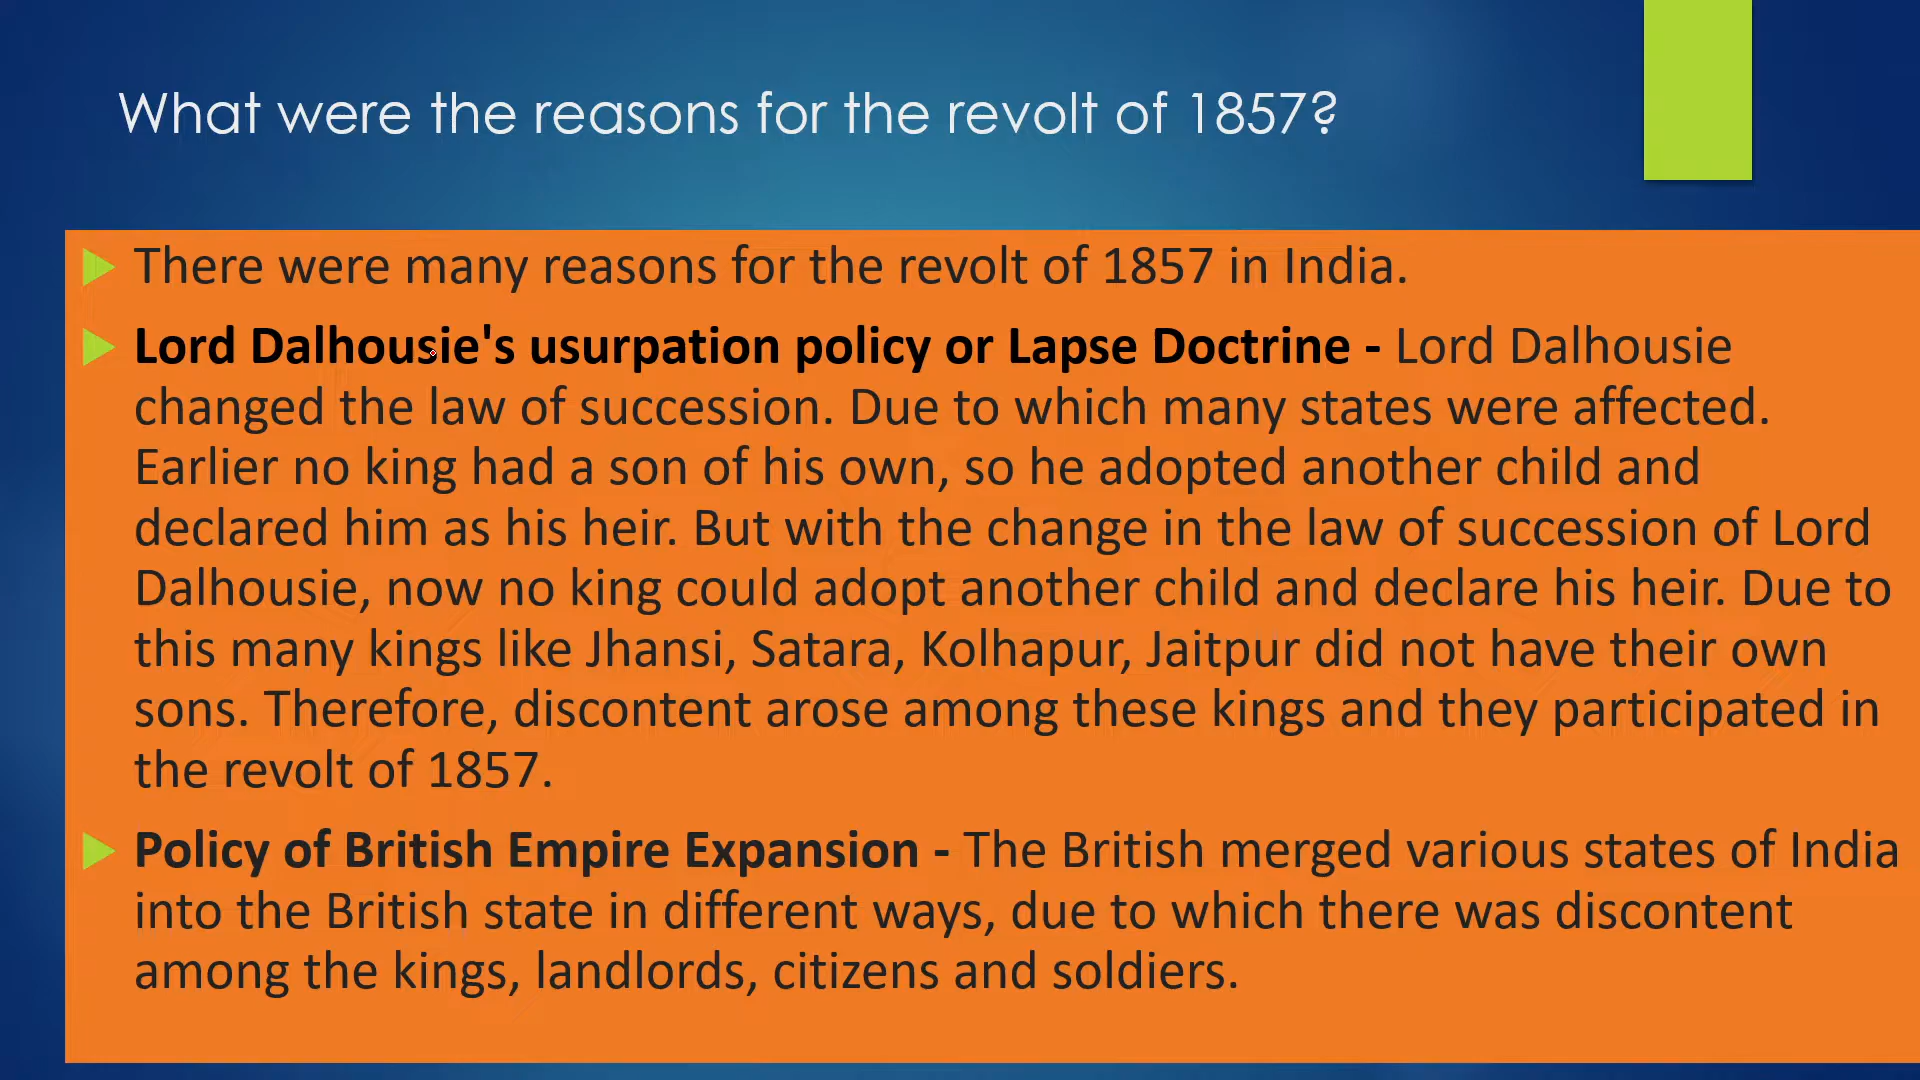 What were the reasons for the revolt of 1857?
There were many reasons for the revolt of 1857 in India.
Lord Dalhousie's usurpation policy or Lapse Doctrine - Lord Dalhousie
changed the law of succession. Due to which many states were affected.
Earlier no king had a son of his own, so he adopted another child and
declared him as his heir. But with the change in the law of succession of Lord
Dalhousie, now no king could adopt another child and declare his heir. Due to
this many kings like Jhansi, Satara, Kolhapur, Jaitpur did not have their own
sons. Therefore, discontent arose among these kings and they participated in
the revolt of 1857.
Policy of British Empire Expansion - The British merged various states of India
into the British state in different ways, due to which there was discontent
among the kings, landlords, citizens and soldiers.